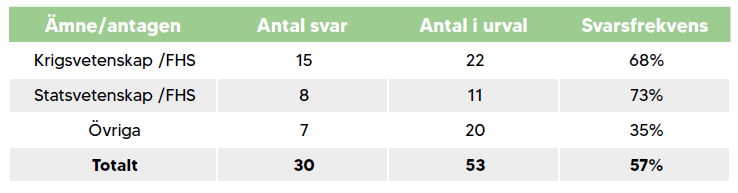 Ämne/antagen Antal svar Antal i urval Svarsfrekvens
Krigsvetenskap /FHS 15 22 68%
Statsvetenskap /FHS 8 11 73%
Övriga 7 20 35%
Totalt 30 53 57%